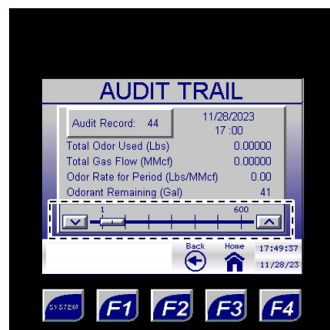 AUDIT TRAIL
Audit Record: 44
11/28/2023
17 :00
Total Odor Used (Lbs) 0.00000
Total Gas Flow (MMcf) 0.00000
Odor Rate for Period (Lbs/MMcf) 0.00
Odorant Remaining (Gal) 41
1 600
Back Home 17:49:37
11/28/23
SYSTEM F1 F2 F3 F4